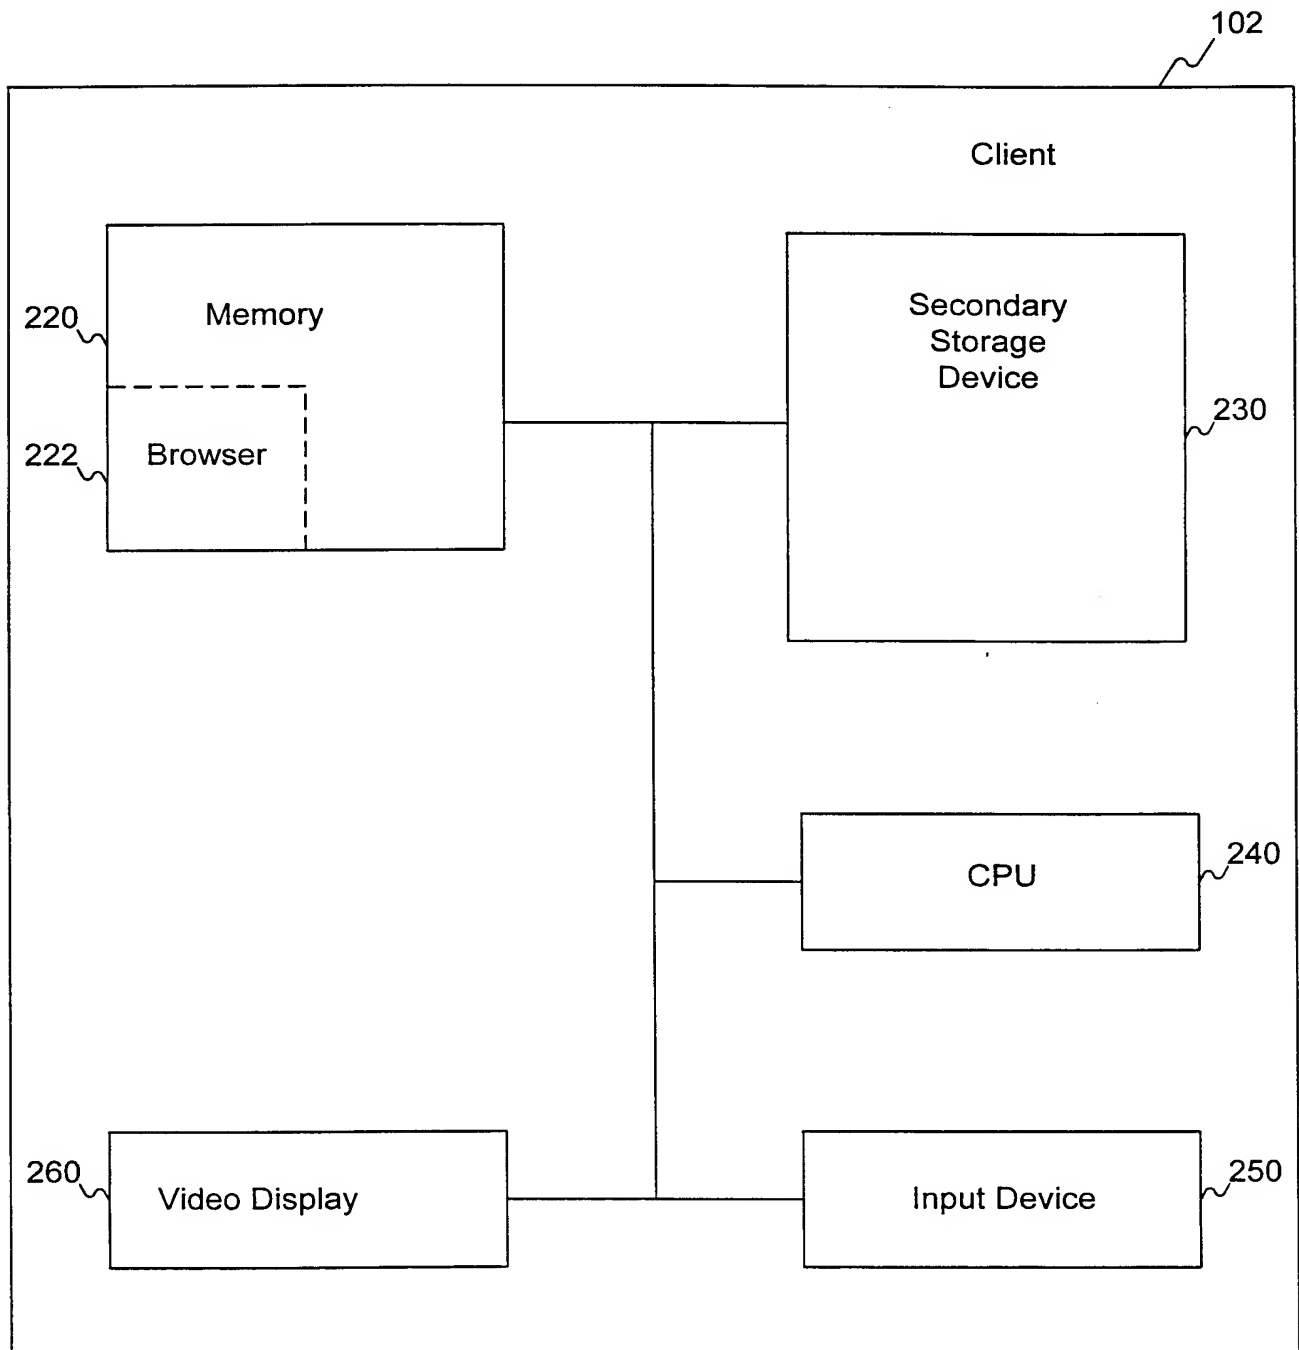 102
Client
220
Memory
Secondary
Storage
Device
230
222
Browser
CPU
240
260
Video Display
Input Device
250